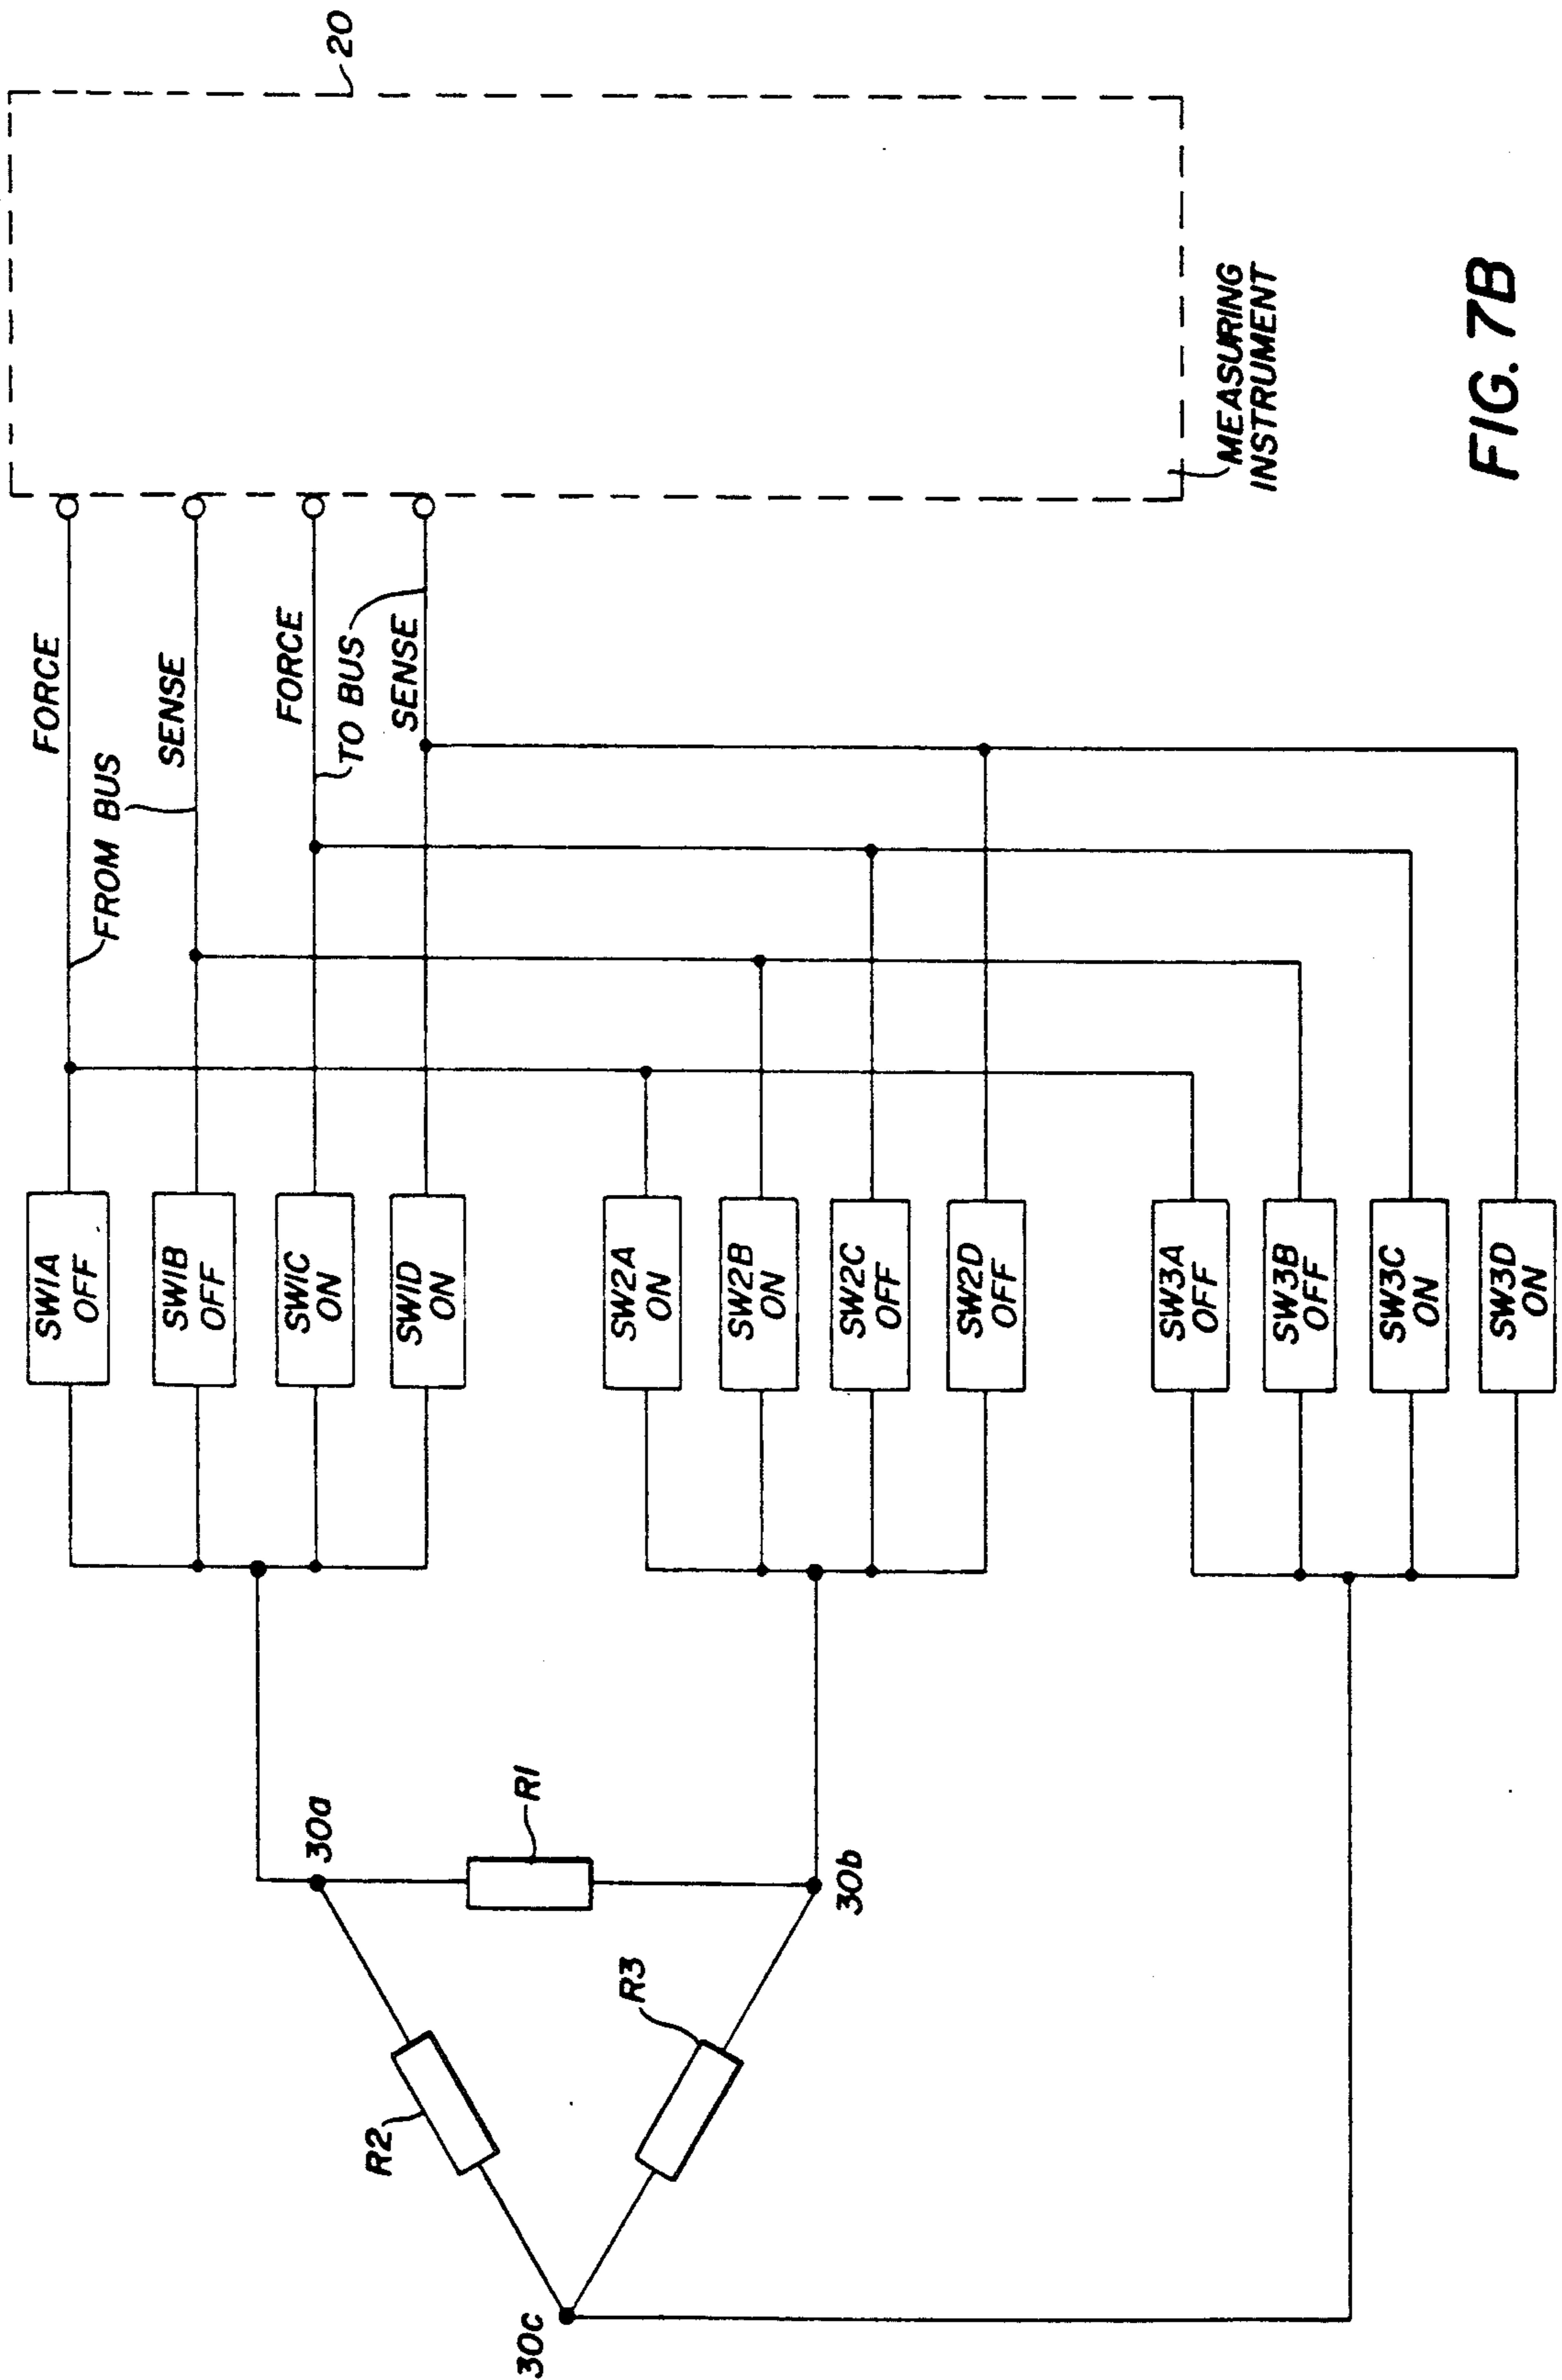 20
FORCE
FROM BUS
SENSE
FORCE
TO BUS
SENSE
MEASURING
INSTRUMENT
SW1A
OFF
SW1B
OFF
SW1C
ON
SW1D
ON
SW2A
ON
SW2B
ON
SW2C
OFF
SW2D
OFF
SW3A
OFF
SW3B
OFF
SW3C
ON
SW3D
ON
30a
R1
30b
R2
R3
30c
FIG. 7B